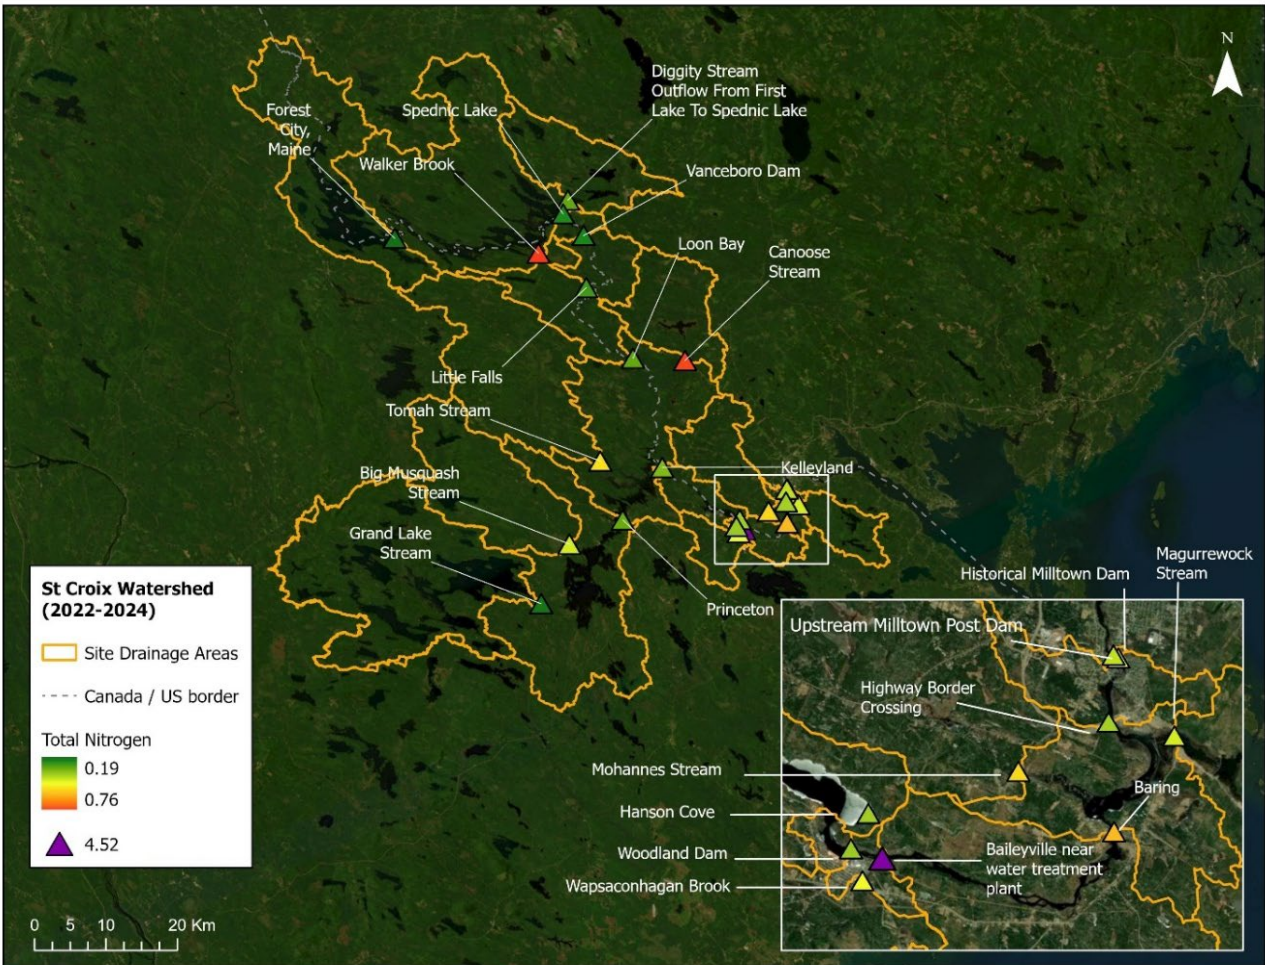 N
Diggity Stream
Outflow From First
Lake To Spednic Lake
Forest
City,
Maine
Spednic Lake
Walker Brook
Vanceboro Dam
Loon Bay
Canoose
Stream
Little Falls
Tomah Stream
Big Musquash
Stream
Kelleyland
Grand Lake
Stream
Princeton
Magurrewock
Stream
Historical Milltown Dam
Upstream Milltown Post Dam
Highway Border
Crossing
Mohannes Stream
Baring
Hanson Cove
Woodland Dam
Baileyville near
water treatment
plant
Wapsaconhagan Brook
St Croix Watershed
(2022-2024)
Site Drainage Areas
Canada / US border
Total Nitrogen
0.19
0.76
4.52
0 5 10 20 Km